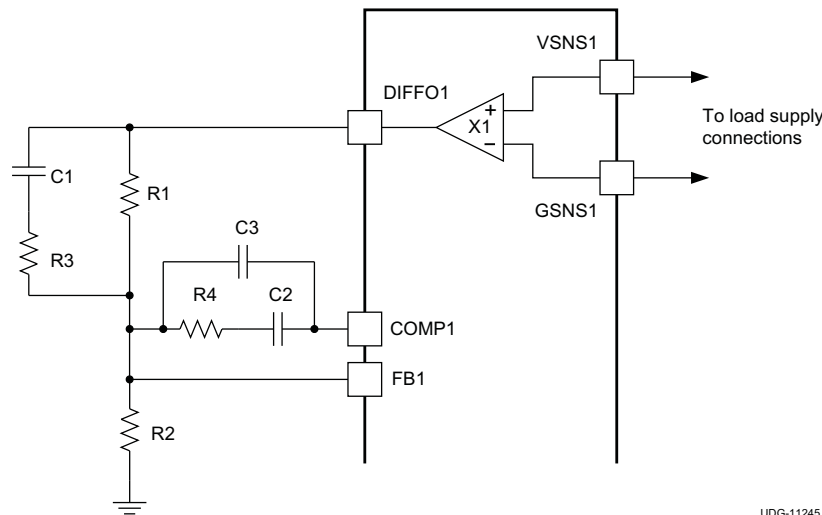 VSNS1
DIFFO1
+
X1
−
To load supply
connections
C1
R1
GSNS1
C3
R3
R4
C2
COMP1
FB1
R2
UDG-11245